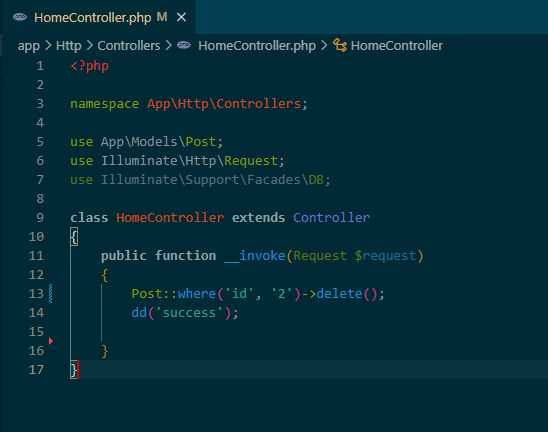 HomeController.php M ×
app > Http > Controllers > HomeController.php > HomeController
1 <?php
2
3 namespace App\Http\Controllers;
4
5 use App\Models\Post;
6 use Illuminate\Http\Request;
7 use Illuminate\Support\Facades\DB;
8
9 class HomeController extends Controller
10 {
11     public function __invoke(Request $request)
12     {
13         Post::where('id', '2')->delete();
14         dd('success');
15
16     }
17 }